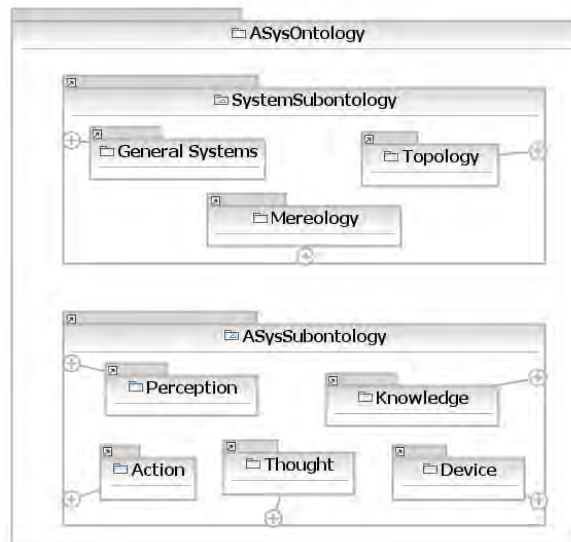 ASysOntology
SystemSubontology
General Systems
Topology
Mereology
ASysSubontology
Perception
Knowledge
Action
Thought
Device